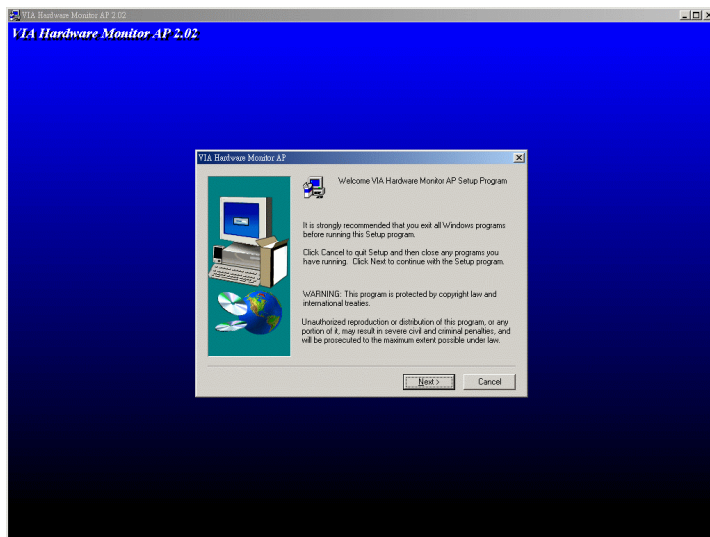 VIA Hardware Monitor AP 2.02
VIA Hardware Monitor AP 2.02
VIA Hardware Monitor AP
Welcome VIA Hardware Monitor AP Setup Program
It is strongly recommended that you exit all Windows programs
before running this Setup program.
Click Cancel to quit Setup and then close any programs you
have running. Click Next to continue with the Setup program.
WARNING: This program is protected by copyright law and
international treaties.
Unauthorized reproduction or distribution of this program, or any
portion of it, may result in severe civil and criminal penalties, and
will be prosecuted to the maximum extent possible under law.
Next >
Cancel